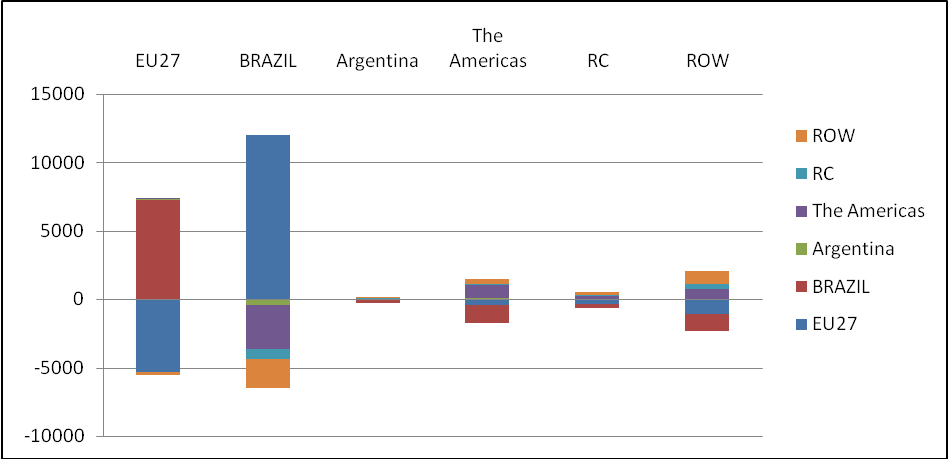 EU27
BRAZIL
Argentina
The
Americas
RC
ROW
15000
10000
5000
0
-5000
-10000
ROW
RC
The Americas
Argentina
BRAZIL
EU27